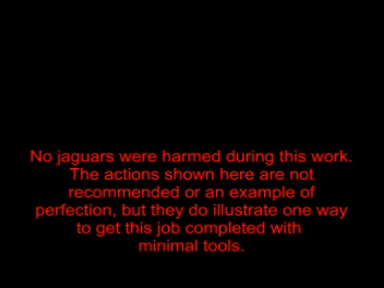 No jaguars were harmed during this work.
The actions shown here are not
recommended or an example of
perfection, but they do illustrate one way
to get this job completed with
minimal tools.